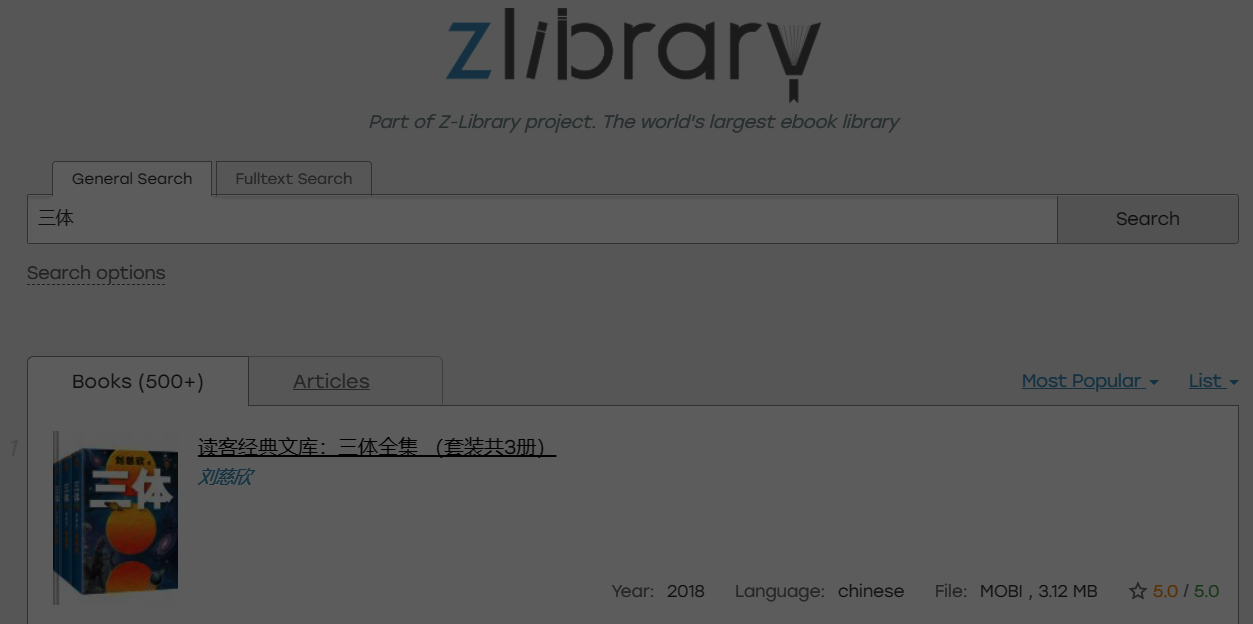 zlibrary
Part of Z-Library project. The world's largest ebook library
General Search
Fulltext Search
三体
Search
Search options
Books (500+)
Articles
Most Popular
List
1
读客经典文库：三体全集 （套装共3册）
刘慈欣
刘慈欣
三体
Year: 2018
Language: chinese
File: MOBI , 3.12 MB
5.0 / 5.0